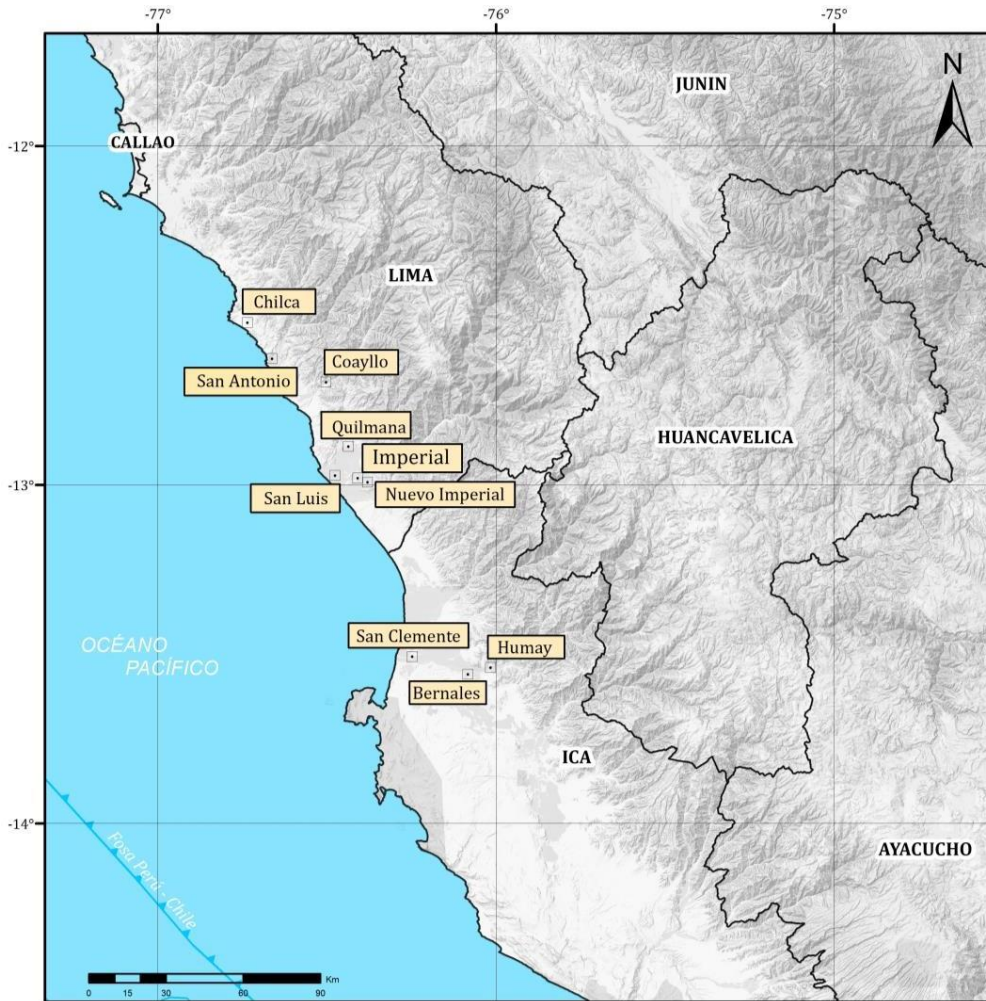 -77°
-76°
-75°
N
JUNIN
-12°
CALLAO
LIMA
Chilca
Coayllo
San Antonio
Quilmana
HUANCAVELICA
Imperial
-13°
San Luis
Nuevo Imperial
San Clemente
Humay
OCÉANO
PACÍFICO
Bernales
ICA
-14°
Fosa Perú - Chile
AYACUCHO
Km
0 15 30 60 90